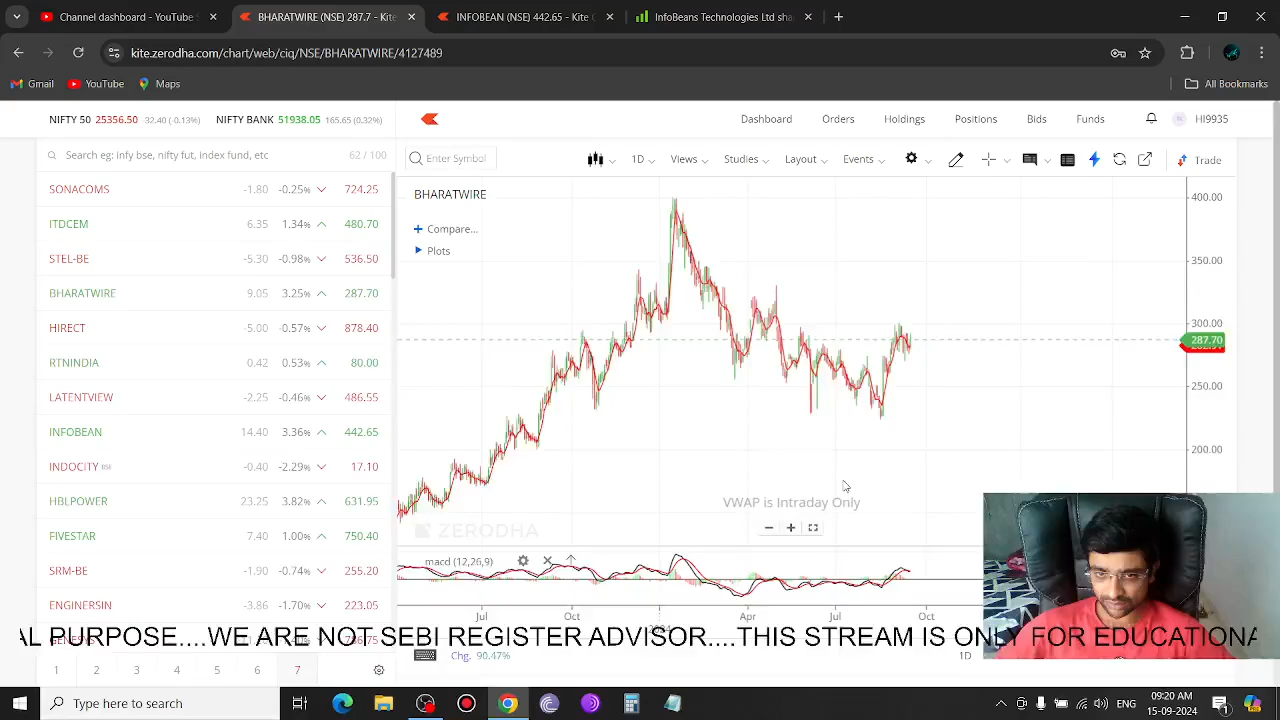 Channel dashboard - YouTube S
BHARATWIRE (NSE) 287.7 - Kite
INFOBEAN (NSE) 442.65 - Kite C
InfoBeans Technologies Ltd sha
kite.zerodha.com/chart/web/ciq/NSE/BHARATWIRE/4127489
Gmail YouTube Maps All Bookmarks
NIFTY 50 25356.50 -32.40 (-0.13%) NIFTY BANK 51938.05 165.65 (0.32%)
Dashboard Orders Holdings Positions Bids Funds HI9935
Search eg: infy bse, nifty fut, index fund, etc 62 / 100
Enter Symbol 1D Views Studies Layout Events Trade
SONACOMS -1.80 -0.25% 724.25
ITDCEM 6.35 1.34% 480.70
STEL-BE -5.30 -0.98% 536.50
BHARATWIRE 9.05 3.25% 287.70
HIRECT -5.00 -0.57% 878.40
RTNINDIA 0.42 0.53% 80.00
LATENTVIEW -2.25 -0.46% 486.55
INFOBEAN 14.40 3.36% 442.65
INDOCITY BSE -0.40 -2.29% 17.10
HBLPOWER 23.25 3.82% 631.95
FIVESTAR 7.40 1.00% 750.40
SRM-BE -1.90 -0.74% 255.20
ENGINERSIN -3.86 -1.70% 223.05
1 2 3 4 5 6 7
BHARATWIRE
Compare...
Plots
400.00
350.00
300.00
287.70
250.00
200.00
VWAP is Intraday Only
ZERODHA
macd (12,26,9)
Jul Oct Apr Jul Oct
AL PURPOSE....WE ARE NOT SEBI REGISTER ADVISOR....THIS STREAM IS ONLY FOR EDUCATIONA
Chg. 90.47% 1D
Type here to search
09:20 AM
15-09-2024